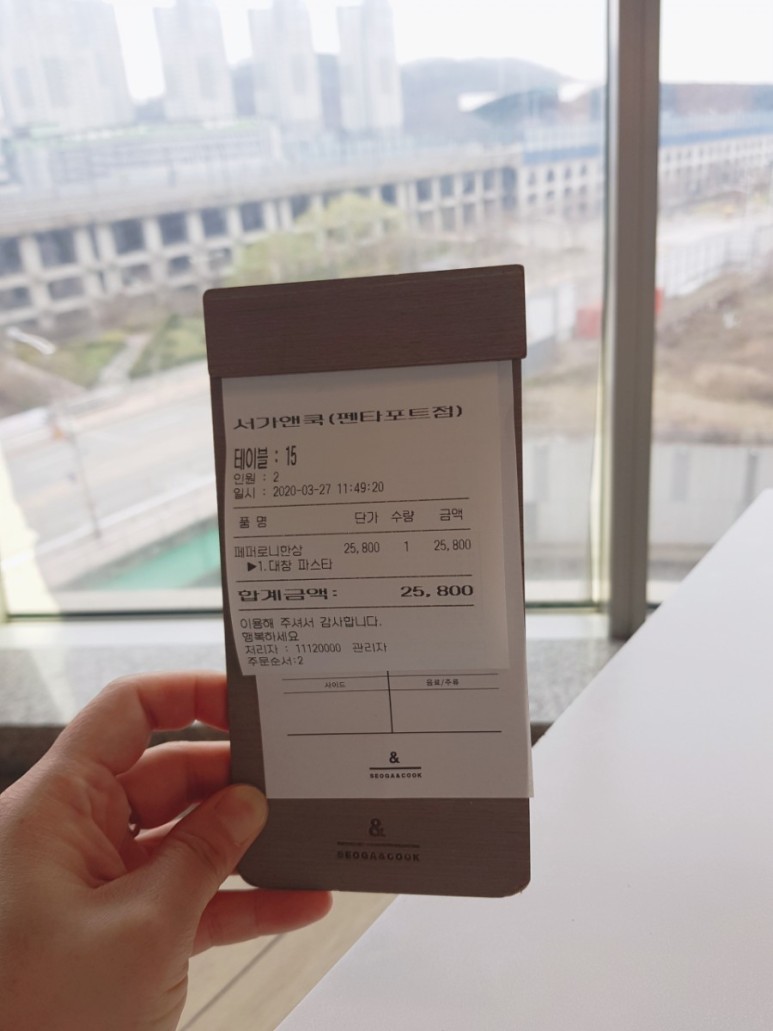 서가앤쿡(펜타포트점)
테이블 : 15
인원 : 2
일시 : 2020-03-27 11:49:20
품 명 단가 수량 금액
페퍼로니한상 25,800 1 25,800
▶1.대창 파스타
합계금액: 25,800
이용해 주셔서 감사합니다.
행복하세요
처리자 : 11120000 관리자
주문순서:2
사이드 음료/주류
&
SEOGA&COOK
&
SEOGA&COOK